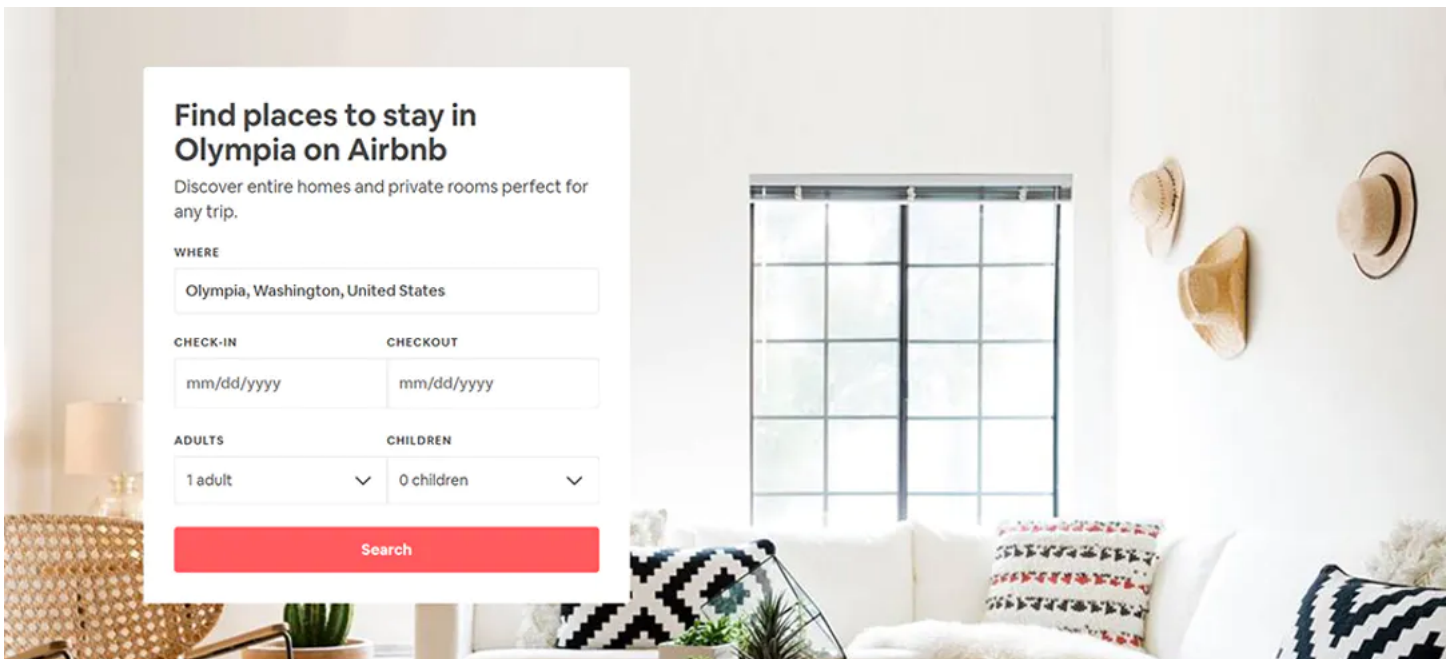 Find places to stay in
Olympia on Airbnb
Discover entire homes and private rooms perfect for
any trip.
WHERE
Olympia, Washington, United States
CHECK-IN CHECKOUT
mm/dd/yyyy mm/dd/yyyy
ADULTS CHILDREN
1 adult 0 children
Search